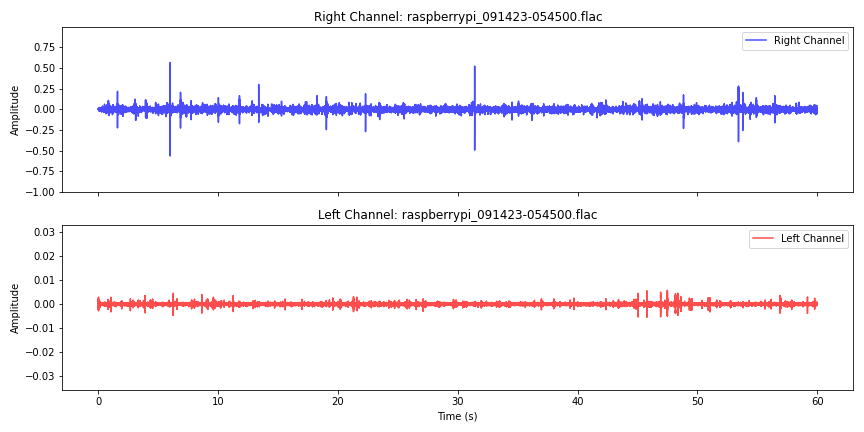 Right Channel: raspberrypi_091423-054500.flac
Right Channel
Amplitude
0.75
0.50
0.25
0.00
−0.25
−0.50
−0.75
−1.00
Left Channel: raspberrypi_091423-054500.flac
Left Channel
Amplitude
0.03
0.02
0.01
0.00
−0.01
−0.02
−0.03
0 10 20 30 40 50 60
Time (s)